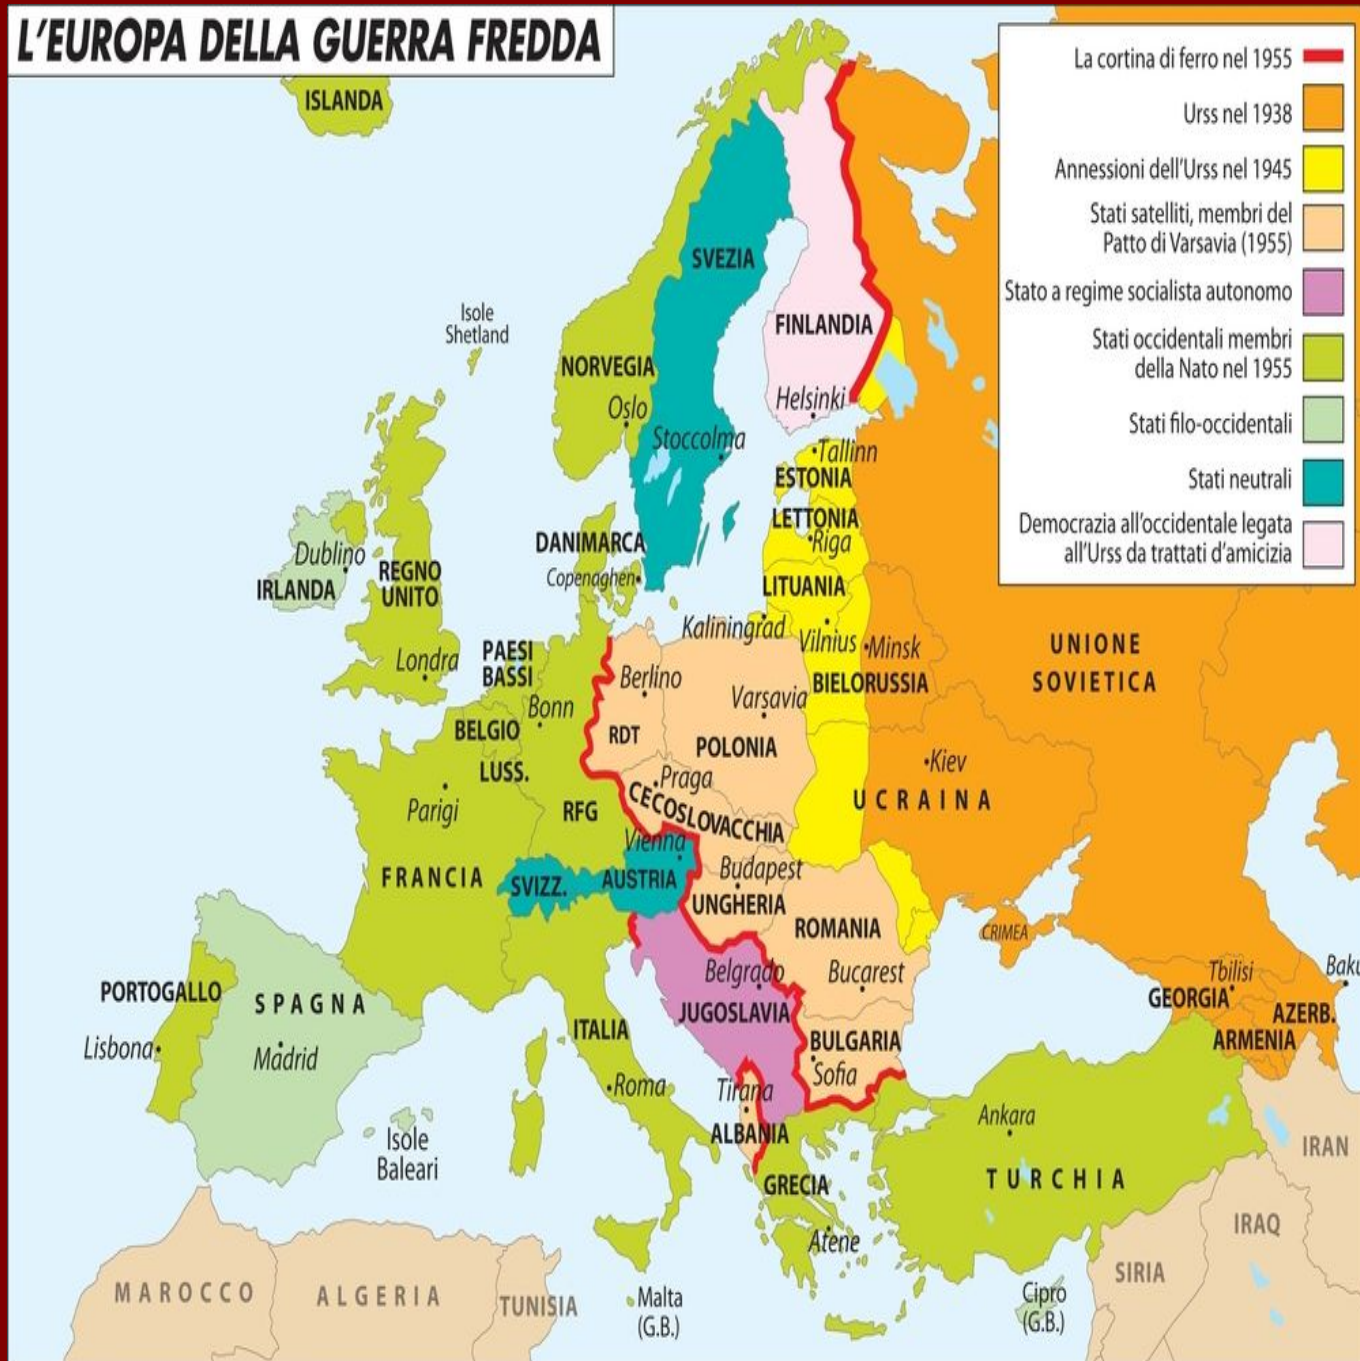 L'EUROPA DELLA GUERRA FREDDA
La cortina di ferro nel 1955
Urss nel 1938
Annessioni dell'Urss nel 1945
Stati satelliti, membri del
Patto di Varsavia (1955)
Stato a regime socialista autonomo
Stati occidentali membri
della Nato nel 1955
Stati filo-occidentali
Stati neutrali
Democrazia all'occidentale legata
all'Urss da trattati d'amicizia
ISLANDA
SVEZIA
Isole
Shetland
FINLANDIA
NORVEGIA
Helsinki
Oslo
Stoccolma
Tallinn
ESTONIA
LETTONIA
Riga
DANIMARCA
Copenaghen
Dublino
IRLANDA
REGNO
UNITO
LITUANIA
Kaliningrad
Vilnius
Minsk
UNIONE
SOVIETICA
PAESI
BASSI
Londra
Berlino
BIELORUSSIA
Varsavia
Bonn
BELGIO
RDT
POLONIA
LUSS.
Praga
Kiev
UCRAINA
CECOSLOVACCHIA
Parigi
RFG
Vienna
FRANCIA
SVIZZ.
AUSTRIA
Budapest
UNGHERIA
ROMANIA
CRIMEA
Belgrado
Bucarest
Tbilisi
Baku
PORTOGALLO
SPAGNA
GEORGIA
AZERB.
JUGOSLAVIA
ITALIA
BULGARIA
ARMENIA
Lisbona
Madrid
Sofia
Roma
Tirana
Ankara
ALBANIA
Isole
Baleari
IRAN
GRECIA
TURCHIA
Atene
IRAQ
SIRIA
MAROCCO
ALGERIA
TUNISIA
Malta
(G.B.)
Cipro
(G.B.)